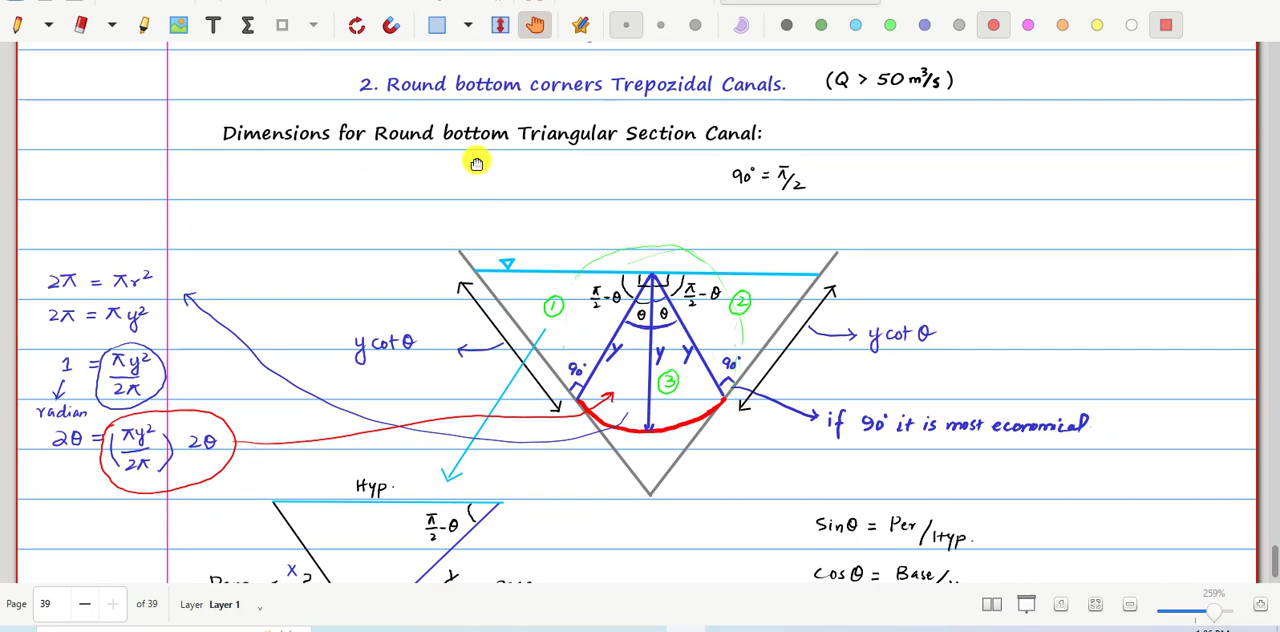 2. Round bottom corners Trepozidal Canals. (Q > 50 m³/s)
Dimensions for Round bottom Triangular Section Canal:
90° = π/2
2π = πr²
2π = πy²
1 = πy²/2π
radian
2θ = (πy²/2π) 2θ
y cot θ
1
π/2 - θ
π/2 - θ
2
θ θ
y y y
90° 90°
3
y cot θ
if 90° it is most economical
Hyp.
π/2 - θ
x
Sinθ = Per/Hyp.
Cosθ = Base/
Page 39 of 39 Layer Layer 1 259%